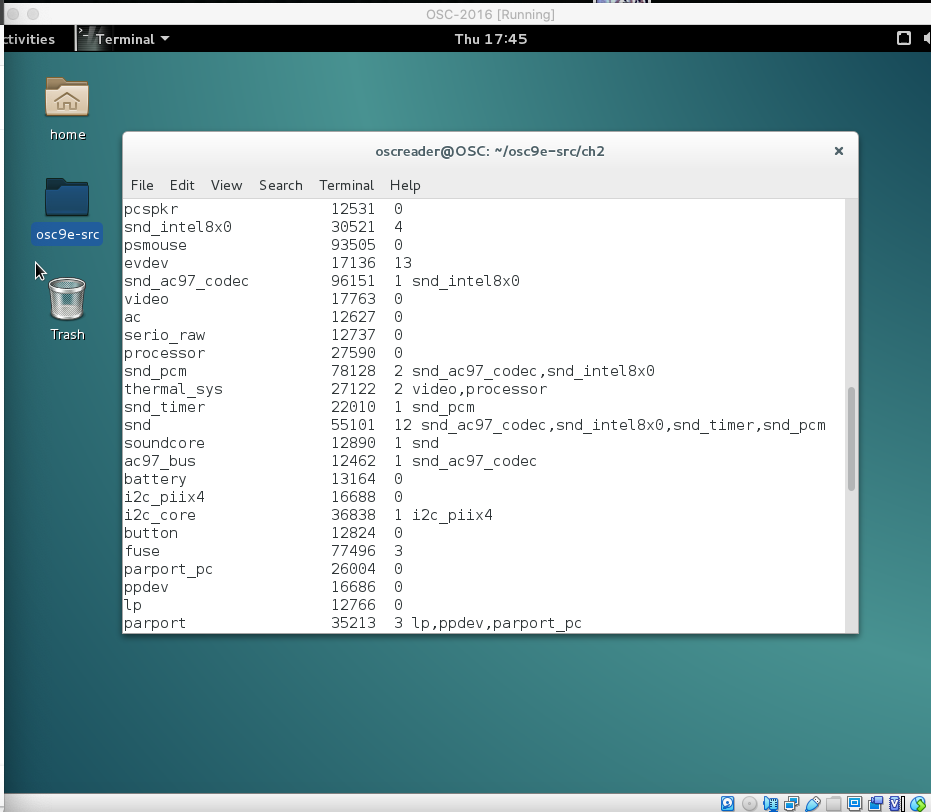 OSC-2016 [Running]
ctivities Terminal Thu 17:45
home
osc9e-src
Trash
oscreader@OSC: ~/osc9e-src/ch2
File Edit View Search Terminal Help
pcspkr 12531 0
snd_intel8x0 30521 4
psmouse 93505 0
evdev 17136 13
snd_ac97_codec 96151 1 snd_intel8x0
video 17763 0
ac 12627 0
serio_raw 12737 0
processor 27590 0
snd_pcm 78128 2 snd_ac97_codec,snd_intel8x0
thermal_sys 27122 2 video,processor
snd_timer 22010 1 snd_pcm
snd 55101 12 snd_ac97_codec,snd_intel8x0,snd_timer,snd_pcm
soundcore 12890 1 snd
ac97_bus 12462 1 snd_ac97_codec
battery 13164 0
i2c_piix4 16688 0
i2c_core 36838 1 i2c_piix4
button 12824 0
fuse 77496 3
parport_pc 26004 0
ppdev 16686 0
lp 12766 0
parport 35213 3 lp,ppdev,parport_pc